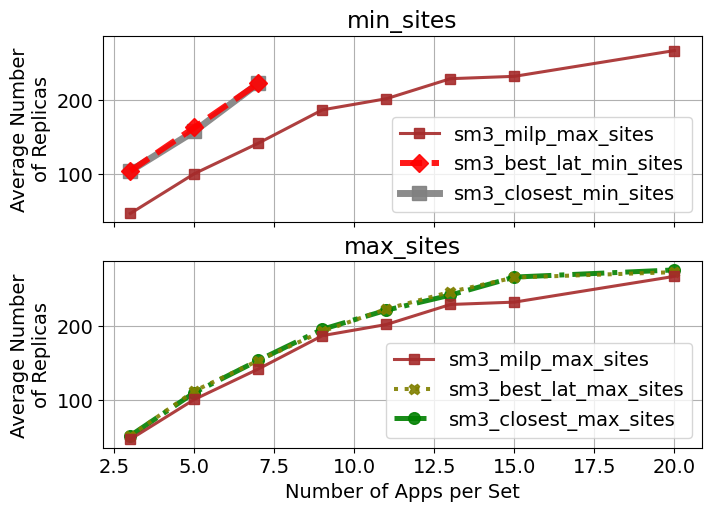 min_sites
Average Number
of Replicas
200
100
sm3_milp_max_sites
sm3_best_lat_min_sites
sm3_closest_min_sites
max_sites
Average Number
of Replicas
200
100
sm3_milp_max_sites
sm3_best_lat_max_sites
sm3_closest_max_sites
2.5 5.0 7.5 10.0 12.5 15.0 17.5 20.0
Number of Apps per Set